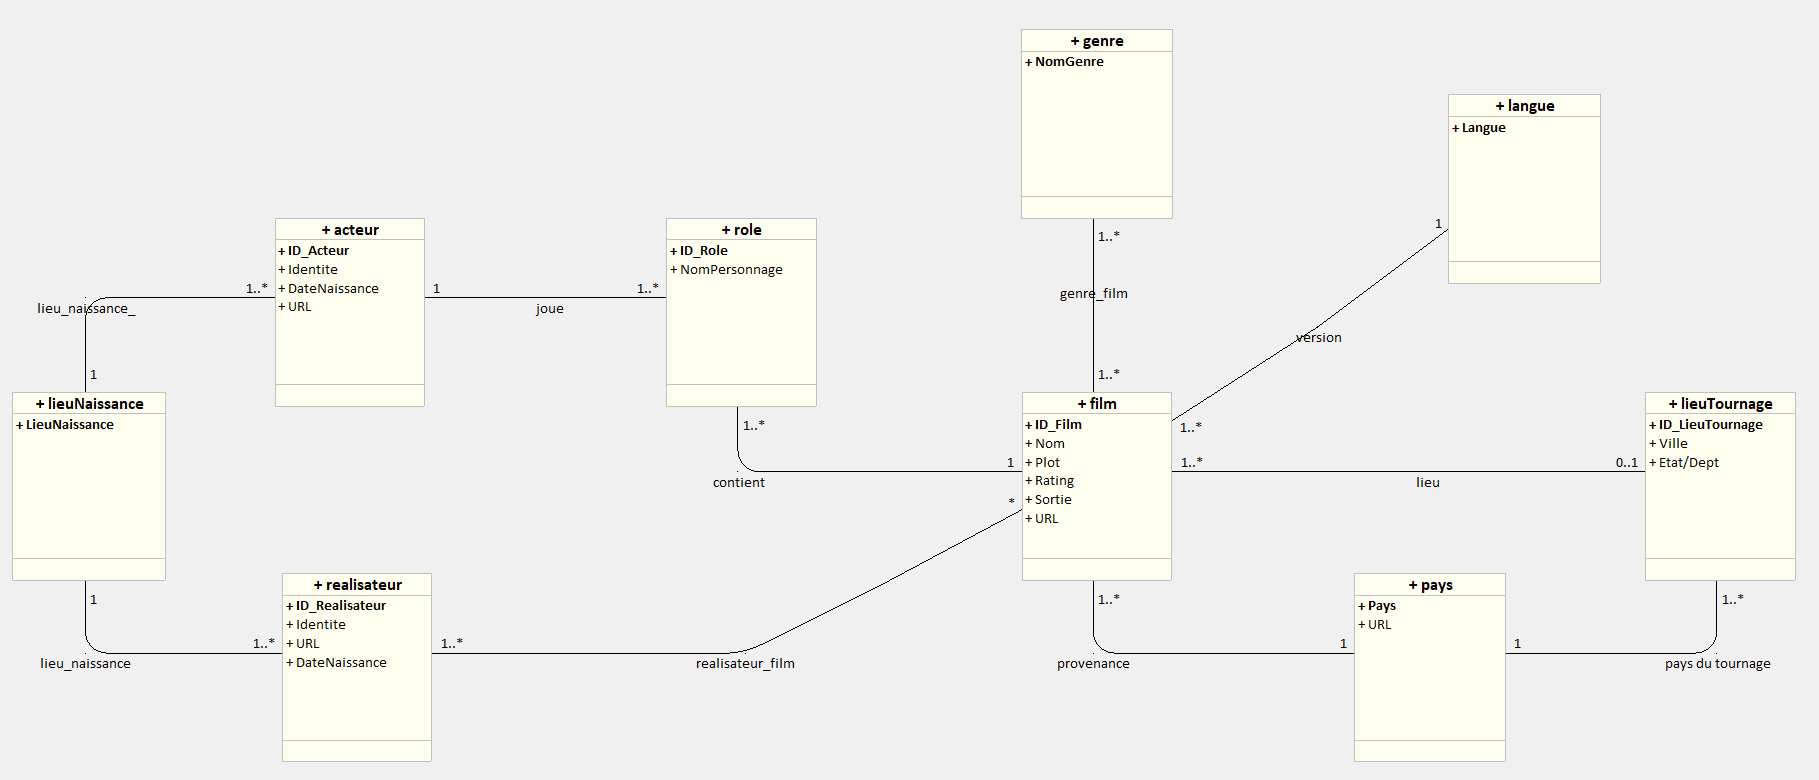 + genre
+ NomGenre
+ langue
+ Langue
1
1..*
genre_film
1..*
version
1..*
+ acteur
+ ID_Acteur
+ Identite
+ DateNaissance
+ URL
+ role
+ ID_Role
+ NomPersonnage
1..*
lieu_naissance_
1
1
joue
1..*
+ lieuNaissance
+ LieuNaissance
1..*
contient
1
*
+ film
+ ID_Film
+ Nom
+ Plot
+ Rating
+ Sortie
+ URL
1..*
lieu
0..1
+ lieuTournage
+ ID_LieuTournage
+ Ville
+ Etat/Dept
1
lieu_naissance
1..*
+ realisateur
+ ID_Realisateur
+ Identite
+ URL
+ DateNaissance
1..*
realisateur_film
1..*
provenance
1
+ pays
+ Pays
+ URL
1
pays du tournage
1..*